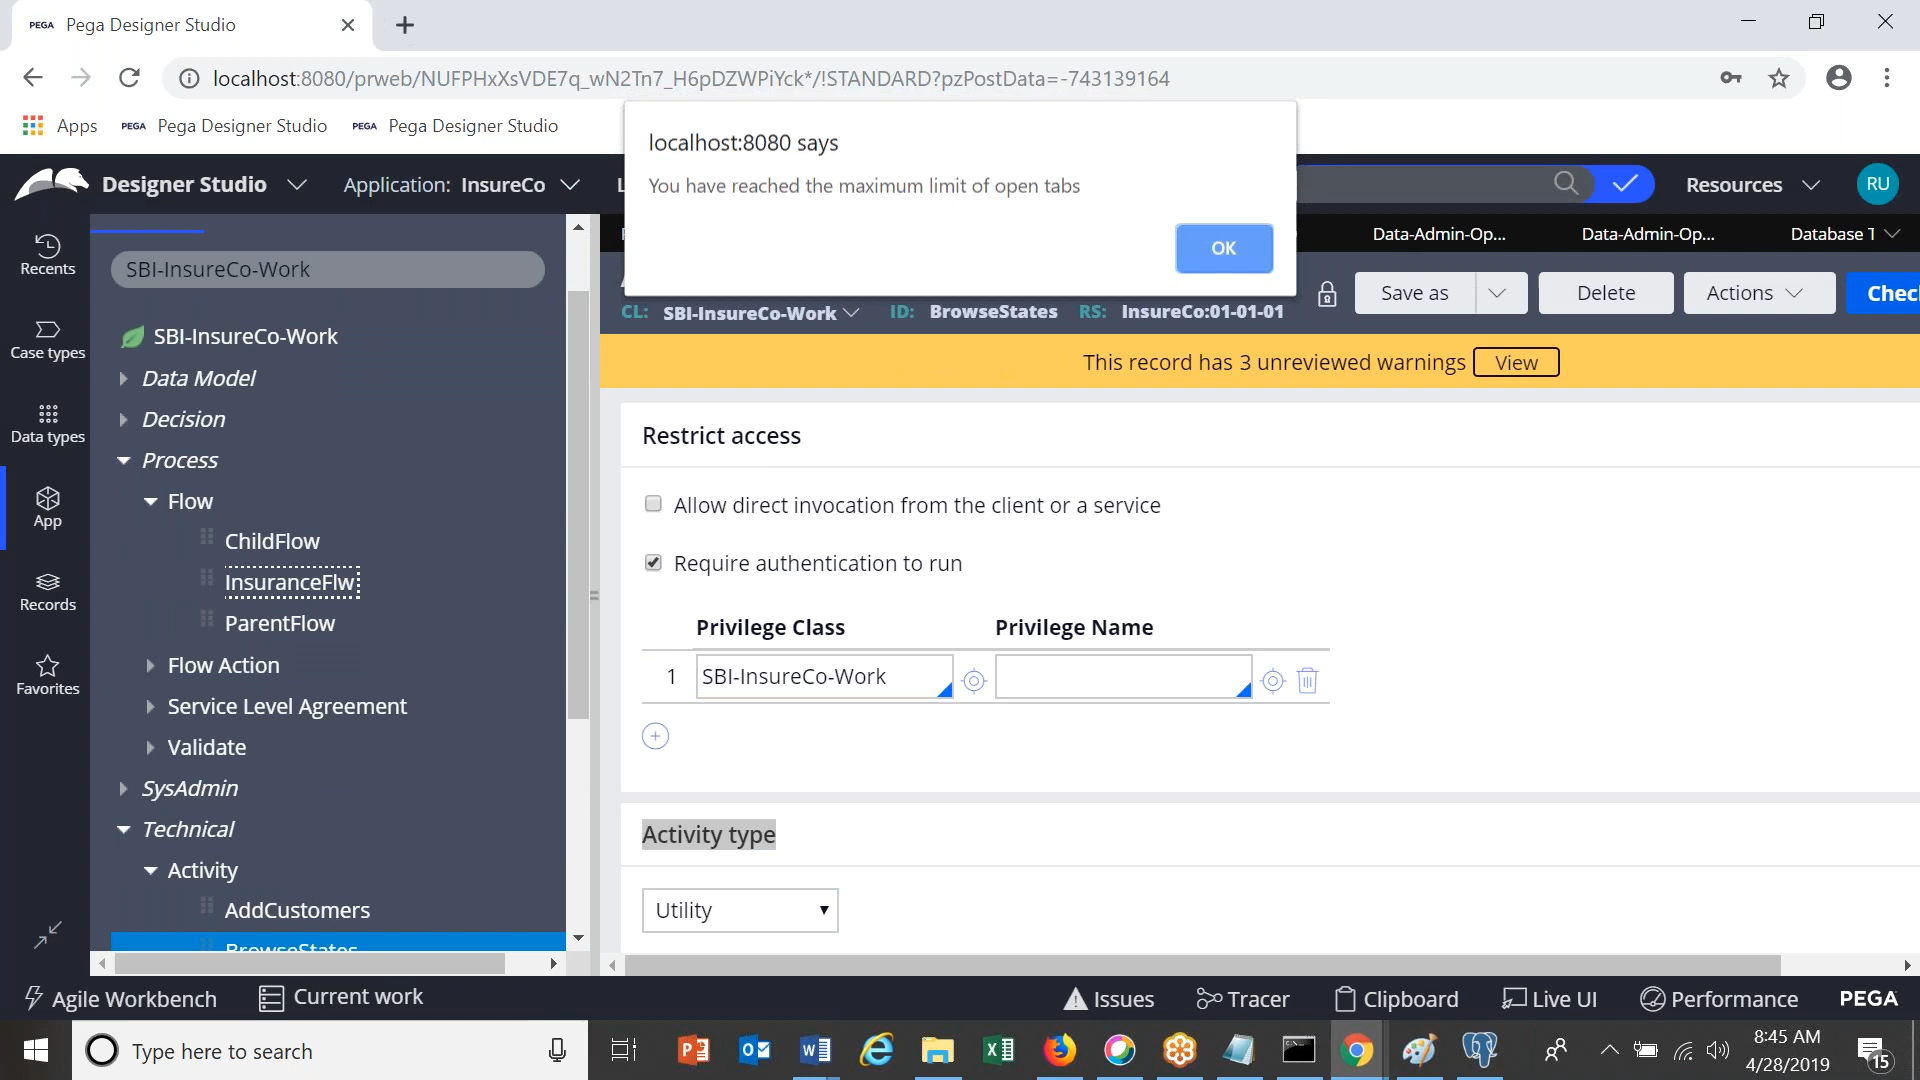 PEGA Pega Designer Studio
localhost:8080/prweb/NUFPHxXsVDE7q_wN2Tn7_H6pDZWPiYck*/!STANDARD?pzPostData=-743139164
Apps PEGA Pega Designer Studio PEGA Pega Designer Studio
localhost:8080 says
You have reached the maximum limit of open tabs
OK
Designer Studio Application: InsureCo Resources RU
Data-Admin-Op... Data-Admin-Op... Database T
Recents
Case types
Data types
App
Records
Favorites
SBI-InsureCo-Work
SBI-InsureCo-Work
Data Model
Decision
Process
Flow
ChildFlow
InsuranceFlw
ParentFlow
Flow Action
Service Level Agreement
Validate
SysAdmin
Technical
Activity
AddCustomers
BrowseStates
CL: SBI-InsureCo-Work ID: BrowseStates RS: InsureCo:01-01-01
Save as Delete Actions Chec
This record has 3 unreviewed warnings View
Restrict access
Allow direct invocation from the client or a service
Require authentication to run
Privilege Class Privilege Name
1 SBI-InsureCo-Work
Activity type
Utility
Agile Workbench Current work Issues Tracer Clipboard Live UI Performance PEGA
Type here to search
8:45 AM
4/28/2019
15